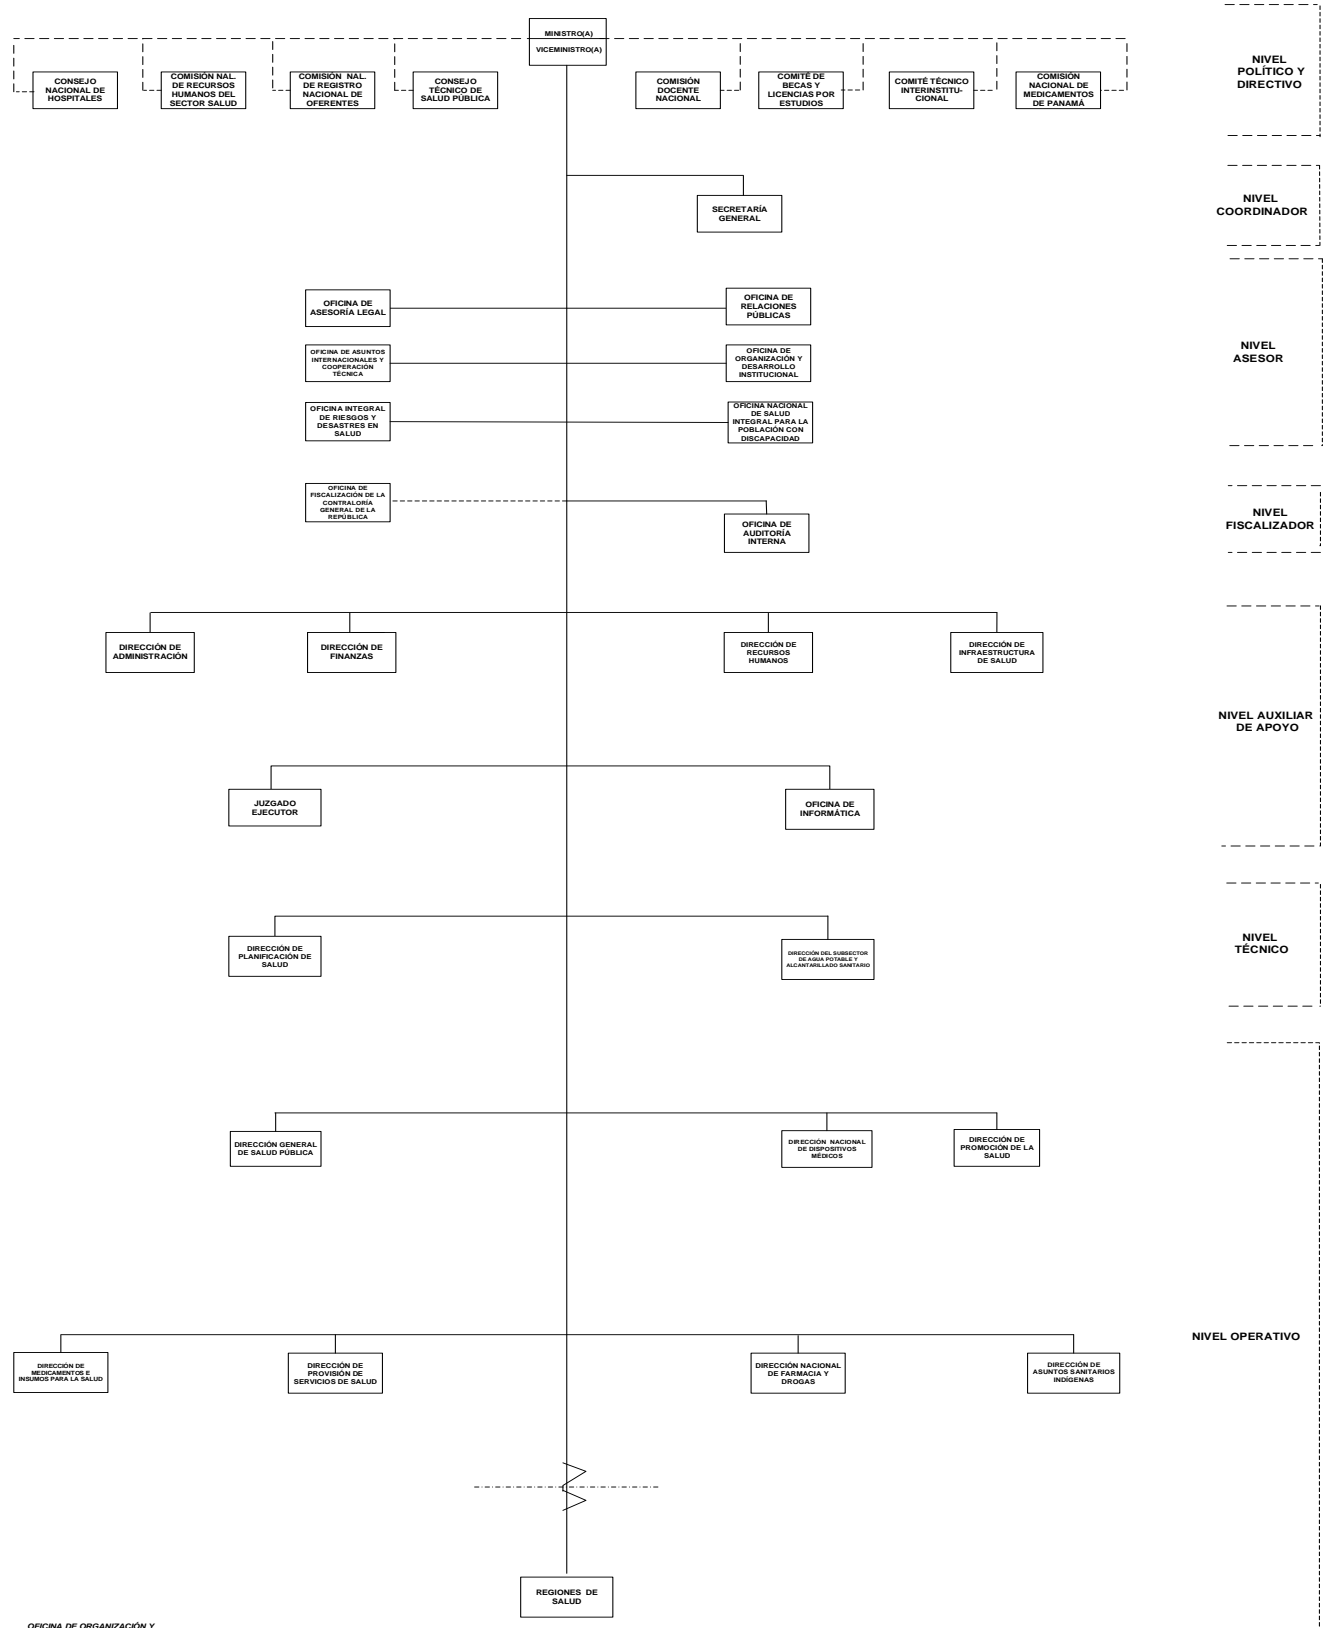 MINISTRO(A)
VICEMINISTRO(A)
CONSEJO
NACIONAL DE
HOSPITALES
COMISIÓN NAL.
DE RECURSOS
HUMANOS DEL
SECTOR SALUD
COMISIÓN NAL.
DE REGISTRO
NACIONAL DE
OFERENTES
CONSEJO
TÉCNICO DE
SALUD PÚBLICA
COMISIÓN
DOCENTE
NACIONAL
COMITÉ DE
BECAS Y
LICENCIAS POR
ESTUDIOS
COMITÉ TÉCNICO
INTERINSTITU-
CIONAL
COMISIÓN
NACIONAL DE
MEDICAMENTOS
DE PANAMÁ
NIVEL
POLÍTICO Y
DIRECTIVO
SECRETARÍA
GENERAL
NIVEL
COORDINADOR
OFICINA DE
ASESORÍA LEGAL
OFICINA DE
RELACIONES
PÚBLICAS
OFICINA DE ASUNTOS
INTERNACIONALES Y
COOPERACIÓN
TÉCNICA
OFICINA DE
ORGANIZACIÓN Y
DESARROLLO
INSTITUCIONAL
OFICINA INTEGRAL
DE RIESGOS Y
DESASTRES EN
SALUD
OFICINA NACIONAL
DE SALUD
INTEGRAL PARA LA
POBLACIÓN CON
DISCAPACIDAD
NIVEL
ASESOR
OFICINA DE
FISCALIZACIÓN DE LA
CONTRALORÍA
GENERAL DE LA
REPÚBLICA
OFICINA DE
AUDITORÍA
INTERNA
NIVEL
FISCALIZADOR
DIRECCIÓN DE
ADMINISTRACIÓN
DIRECCIÓN DE
FINANZAS
DIRECCIÓN DE
RECURSOS
HUMANOS
DIRECCIÓN DE
INFRAESTRUCTURA
DE SALUD
NIVEL AUXILIAR
DE APOYO
JUZGADO
EJECUTOR
OFICINA DE
INFORMÁTICA
DIRECCIÓN DE
PLANIFICACIÓN DE
SALUD
DIRECCIÓN DEL SUBSECTOR
DE AGUA POTABLE Y
ALCANTARILLADO SANITARIO
NIVEL
TÉCNICO
DIRECCIÓN GENERAL
DE SALUD PÚBLICA
DIRECCIÓN NACIONAL
DE DISPOSITIVOS
MÉDICOS
DIRECCIÓN DE
PROMOCIÓN DE LA
SALUD
NIVEL OPERATIVO
DIRECCIÓN DE
MEDICAMENTOS E
INSUMOS PARA LA SALUD
DIRECCIÓN DE
PROVISIÓN DE
SERVICIOS DE SALUD
DIRECCIÓN NACIONAL
DE FARMACIA Y
DROGAS
DIRECCIÓN DE
ASUNTOS SANITARIOS
INDÍGENAS
REGIONES DE
SALUD
OFICINA DE ORGANIZACIÓN Y